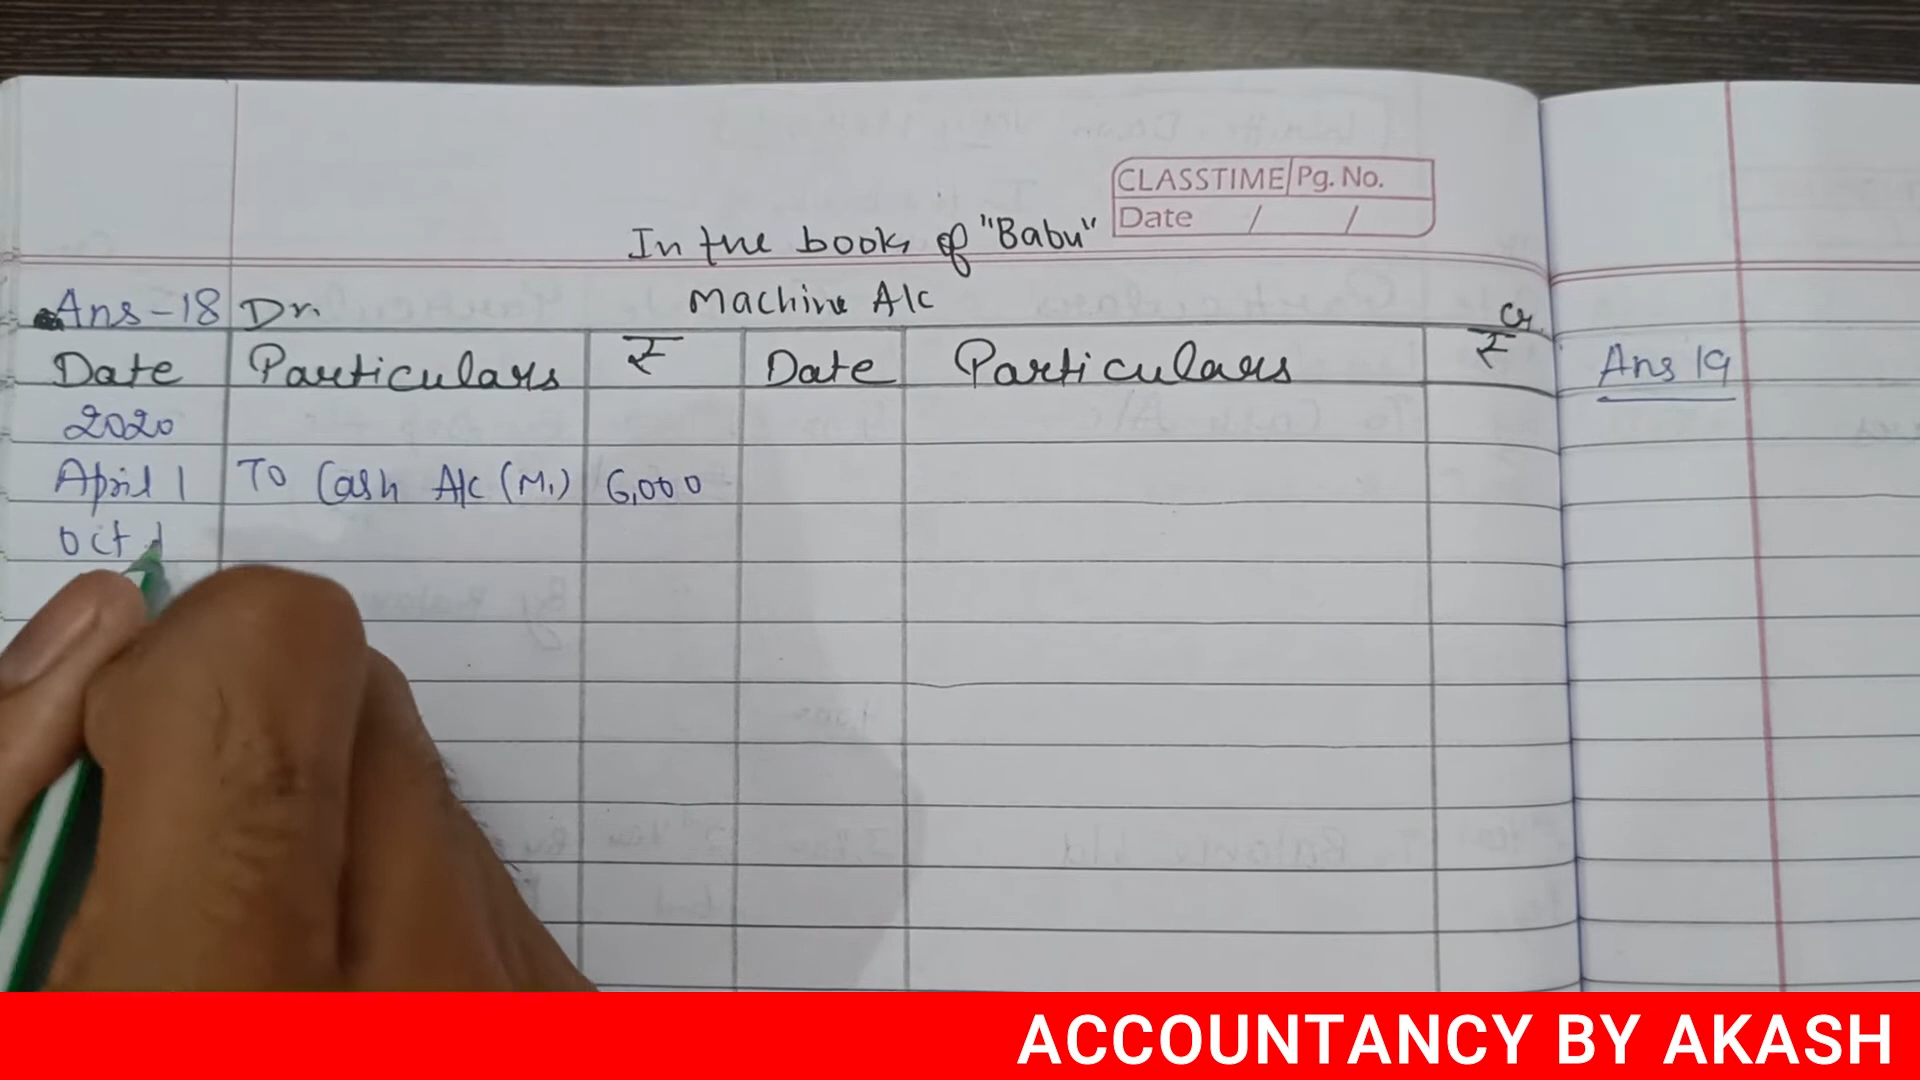 CLASSTIME Pg. No.
Date / /
In the books of "Babu"
Ans-18 Dr. Machine A/c Cr.
Date Particulars ₹ Date Particulars ₹ Ans 19
2020
April 1 To Cash A/c (M1) 6,000
Oct 1
ACCOUNTANCY BY AKASH